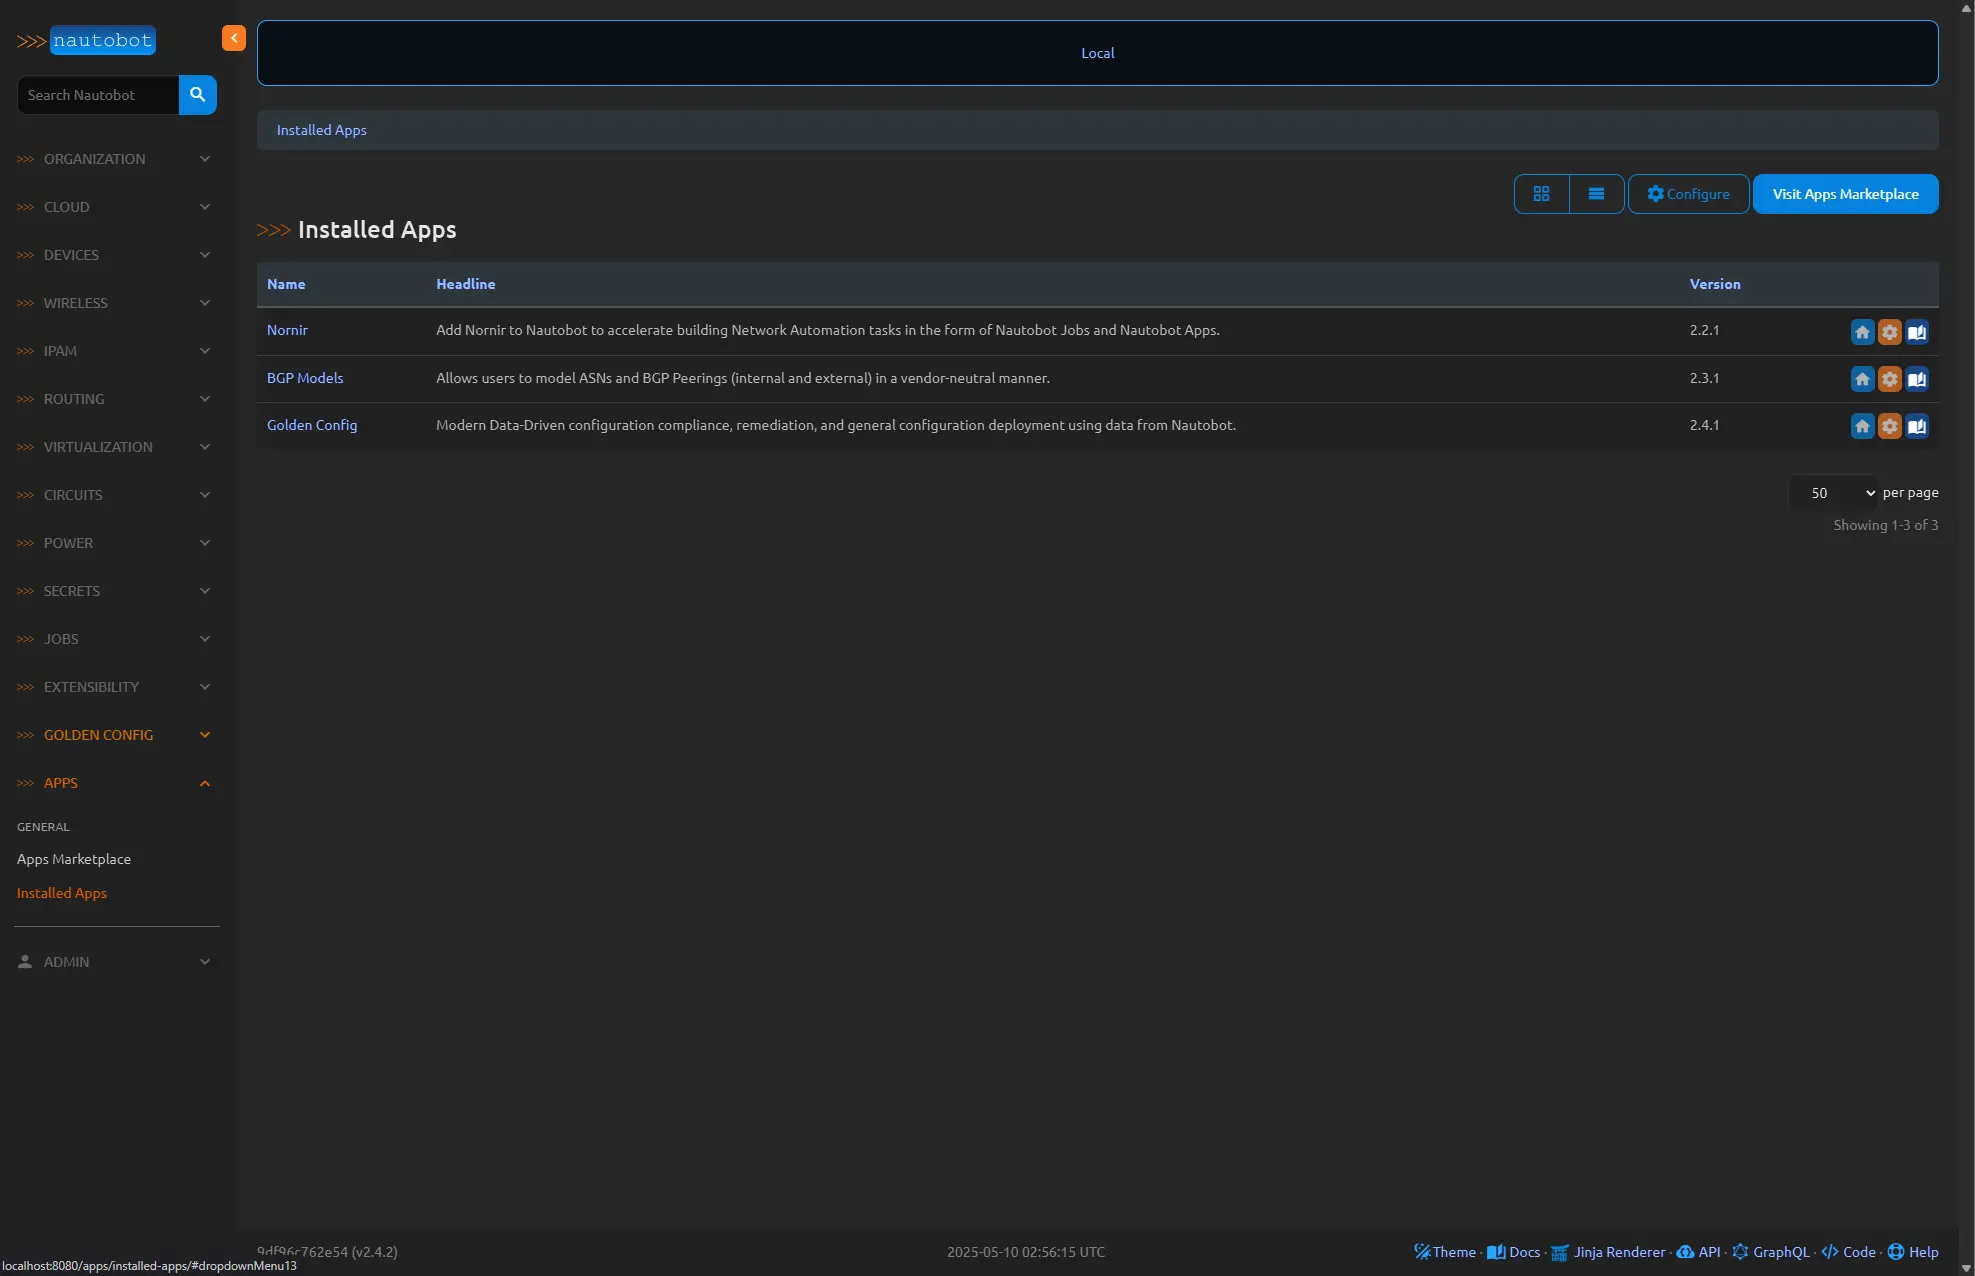 >>> nautobot
Search Nautobot
>>> ORGANIZATION
>>> CLOUD
>>> DEVICES
>>> WIRELESS
>>> IPAM
>>> ROUTING
>>> VIRTUALIZATION
>>> CIRCUITS
>>> POWER
>>> SECRETS
>>> JOBS
>>> EXTENSIBILITY
>>> GOLDEN CONFIG
>>> APPS
GENERAL
Apps Marketplace
Installed Apps
ADMIN
Local
Installed Apps
Configure Visit Apps Marketplace
>>> Installed Apps
Name Headline Version
Nornir Add Nornir to Nautobot to accelerate building Network Automation tasks in the form of Nautobot Jobs and Nautobot Apps. 2.2.1
BGP Models Allows users to model ASNs and BGP Peerings (internal and external) in a vendor-neutral manner. 2.3.1
Golden Config Modern Data-Driven configuration compliance, remediation, and general configuration deployment using data from Nautobot. 2.4.1
50 per page
Showing 1-3 of 3
9df96c762e54 (v2.4.2) 2025-05-10 02:56:15 UTC Theme · Docs · Jinja Renderer · API · GraphQL · Code · Help
localhost:8080/apps/installed-apps/#dropdownMenu13